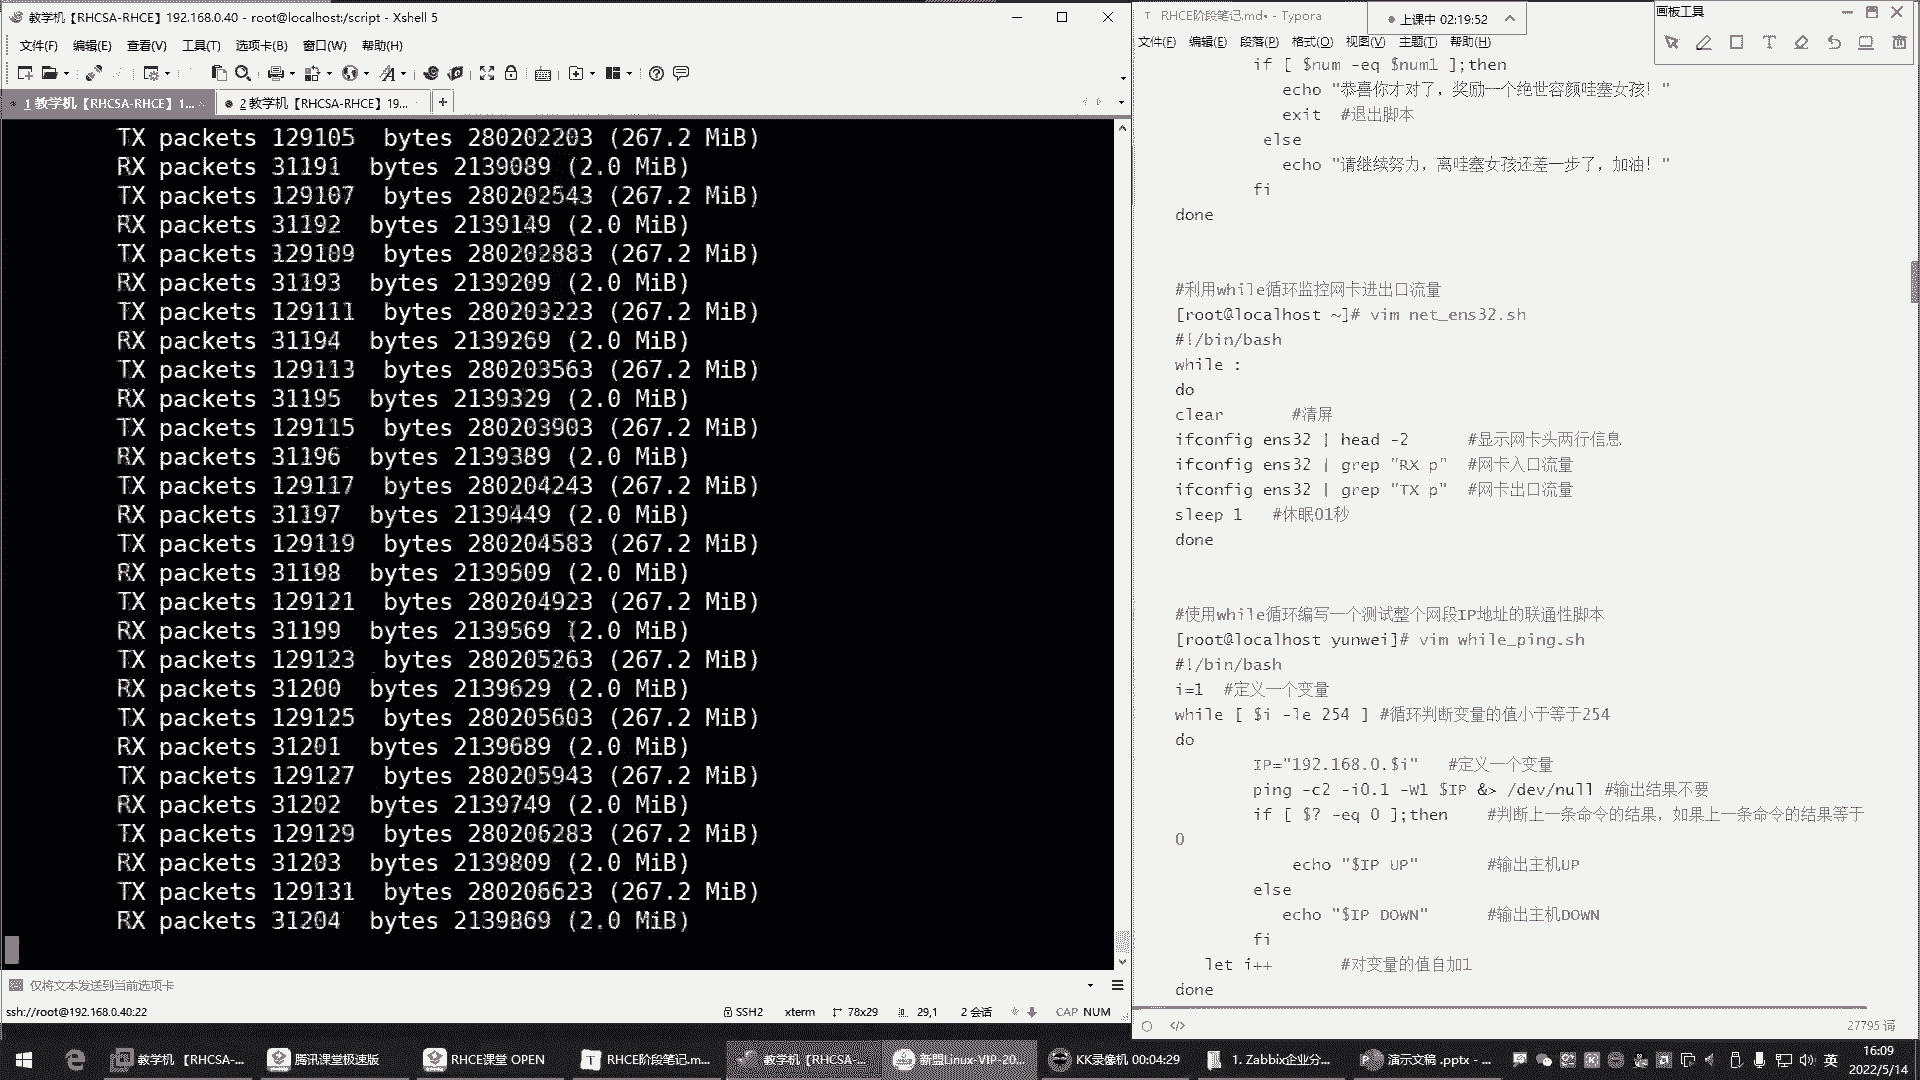 教学机【RHCSA-RHCE】192.168.0.40 - root@localhost:/script - Xshell 5
文件(F) 编辑(E) 查看(V) 工具(T) 选项卡(B) 窗口(W) 帮助(H)
1 教学机【RHCSA-RHCE】1...
2 教学机【RHCSA-RHCE】19...
TX packets 129105 bytes 280202203 (267.2 MiB)
RX packets 31191 bytes 2139089 (2.0 MiB)
TX packets 129107 bytes 280202543 (267.2 MiB)
RX packets 31192 bytes 2139149 (2.0 MiB)
TX packets 129109 bytes 280202883 (267.2 MiB)
RX packets 31193 bytes 2139209 (2.0 MiB)
TX packets 129111 bytes 280203223 (267.2 MiB)
RX packets 31194 bytes 2139269 (2.0 MiB)
TX packets 129113 bytes 280203563 (267.2 MiB)
RX packets 31195 bytes 2139329 (2.0 MiB)
TX packets 129115 bytes 280203903 (267.2 MiB)
RX packets 31196 bytes 2139389 (2.0 MiB)
TX packets 129117 bytes 280204243 (267.2 MiB)
RX packets 31197 bytes 2139449 (2.0 MiB)
TX packets 129119 bytes 280204583 (267.2 MiB)
RX packets 31198 bytes 2139509 (2.0 MiB)
TX packets 129121 bytes 280204923 (267.2 MiB)
RX packets 31199 bytes 2139569 (2.0 MiB)
TX packets 129123 bytes 280205263 (267.2 MiB)
RX packets 31200 bytes 2139629 (2.0 MiB)
TX packets 129125 bytes 280205603 (267.2 MiB)
RX packets 31201 bytes 2139689 (2.0 MiB)
TX packets 129127 bytes 280205943 (267.2 MiB)
RX packets 31202 bytes 2139749 (2.0 MiB)
TX packets 129129 bytes 280206283 (267.2 MiB)
RX packets 31203 bytes 2139809 (2.0 MiB)
TX packets 129131 bytes 280206623 (267.2 MiB)
RX packets 31204 bytes 2139869 (2.0 MiB)
仅将文本发送到当前选项卡
ssh://root@192.168.0.40:22 SSH2 xterm 78x29 29,1 2 会话 CAP NUM
RHCE阶段笔记.md• - Typora
上课中 02:19:52
画板工具
文件(F) 编辑(E) 段落(P) 格式(O) 视图(V) 主题(T) 帮助(H)
if [ $num -eq $num1 ];then
echo "恭喜你才对了，奖励一个绝世容颜哇塞女孩！"
exit #退出脚本
else
echo "请继续努力，离哇塞女孩还差一步了，加油！"
fi
done
#利用while循环监控网卡进出口流量
[root@localhost ~]# vim net_ens32.sh
#!/bin/bash
while :
do
clear #清屏
ifconfig ens32 | head -2 #显示网卡头两行信息
ifconfig ens32 | grep "RX p" #网卡入口流量
ifconfig ens32 | grep "TX p" #网卡出口流量
sleep 1 #休眠01秒
done
#使用while循环编写一个测试整个网段IP地址的联通性脚本
[root@localhost yunwei]# vim while_ping.sh
#!/bin/bash
i=1 #定义一个变量
while [ $i -le 254 ] #循环判断变量的值小于等于254
do
IP="192.168.0.$i" #定义一个变量
ping -c2 -i0.1 -W1 $IP &> /dev/null #输出结果不要
if [ $? -eq 0 ];then #判断上一条命令的结果，如果上一条命令的结果等于
0
echo "$IP UP" #输出主机UP
else
echo "$IP DOWN" #输出主机DOWN
fi
let i++ #对变量的值自加1
done
27795 词
教学机 【RHCSA-...
腾讯课堂极速版
RHCE课堂 OPEN
RHCE阶段笔记.m...
教学机【RHCSA-...
新盟Linux-VIP-20...
KK录像机 00:04:29
1. Zabbix企业分...
演示文稿 .pptx - ...
英
16:09
2022/5/14